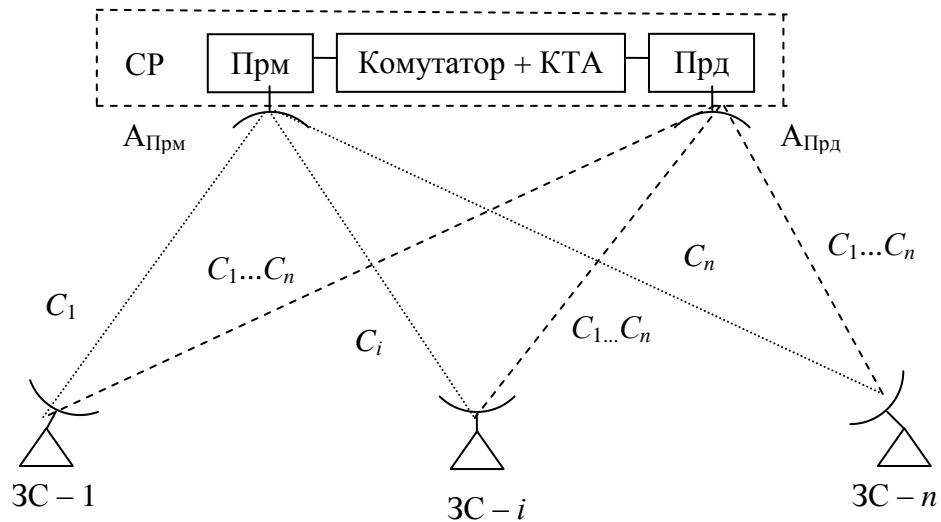 СР
Прм
Комутатор + КТА
Прд
АПрм
АПрд
C1...Cn
Cn
C1...Cn
C1
Ci
C1...Cn
ЗС – 1
ЗС – i
ЗС – n